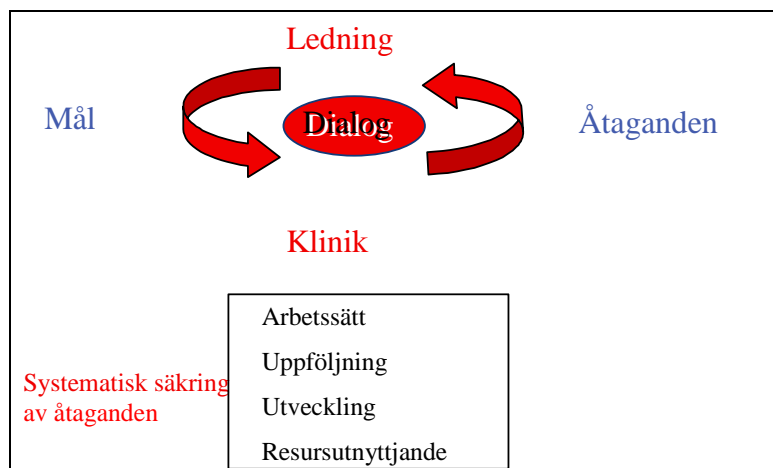 Ledning
Mål
Dialog
Åtaganden
Klinik
Arbetssätt
Uppföljning
Systematisk säkring
av åtaganden
Utveckling
Resursutnyttjande